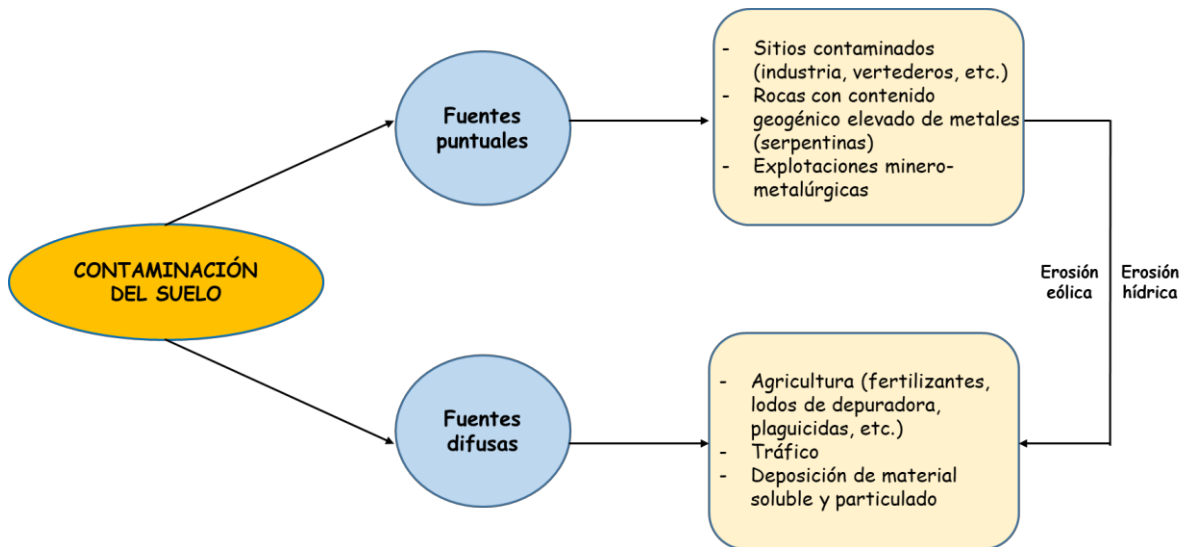 CONTAMINACIÓN
DEL SUELO
Fuentes
puntuales
- Sitios contaminados
(industria, vertederos, etc.)
- Rocas con contenido
geogénico elevado de metales
(serpentinas)
- Explotaciones minero-
metalúrgicas
Erosión
eólica
Erosión
hídrica
Fuentes
difusas
- Agricultura (fertilizantes,
lodos de depuradora,
plaguicidas, etc.)
- Tráfico
- Deposición de material
soluble y particulado